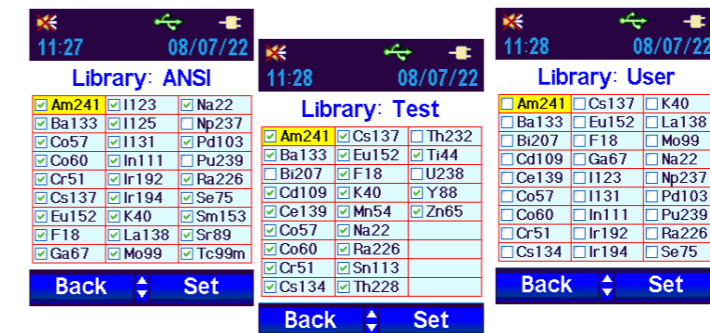 11:27 08/07/22
Library: ANSI
Am241 I123 Na22
Ba133 I125 Np237
Co57 I131 Pd103
Co60 In111 Pu239
Cr51 Ir192 Ra226
Cs137 Ir194 Se75
Eu152 K40 Sm153
F18 La138 Sr89
Ga67 Mo99 Tc99m
Back Set
11:28 08/07/22
Library: Test
Am241 Cs137 Th232
Ba133 Eu152 Ti44
Bi207 F18 U238
Cd109 K40 Y88
Ce139 Mn54 Zn65
Co57 Na22
Co60 Ra226
Cr51 Sn113
Cs134 Th228
Back Set
11:28 08/07/22
Library: User
Am241 Cs137 K40
Ba133 Eu152 La138
Bi207 F18 Mo99
Cd109 Ga67 Na22
Ce139 I123 Np237
Co57 I131 Pd103
Co60 In111 Pu239
Cr51 Ir192 Ra226
Cs134 Ir194 Se75
Back Set